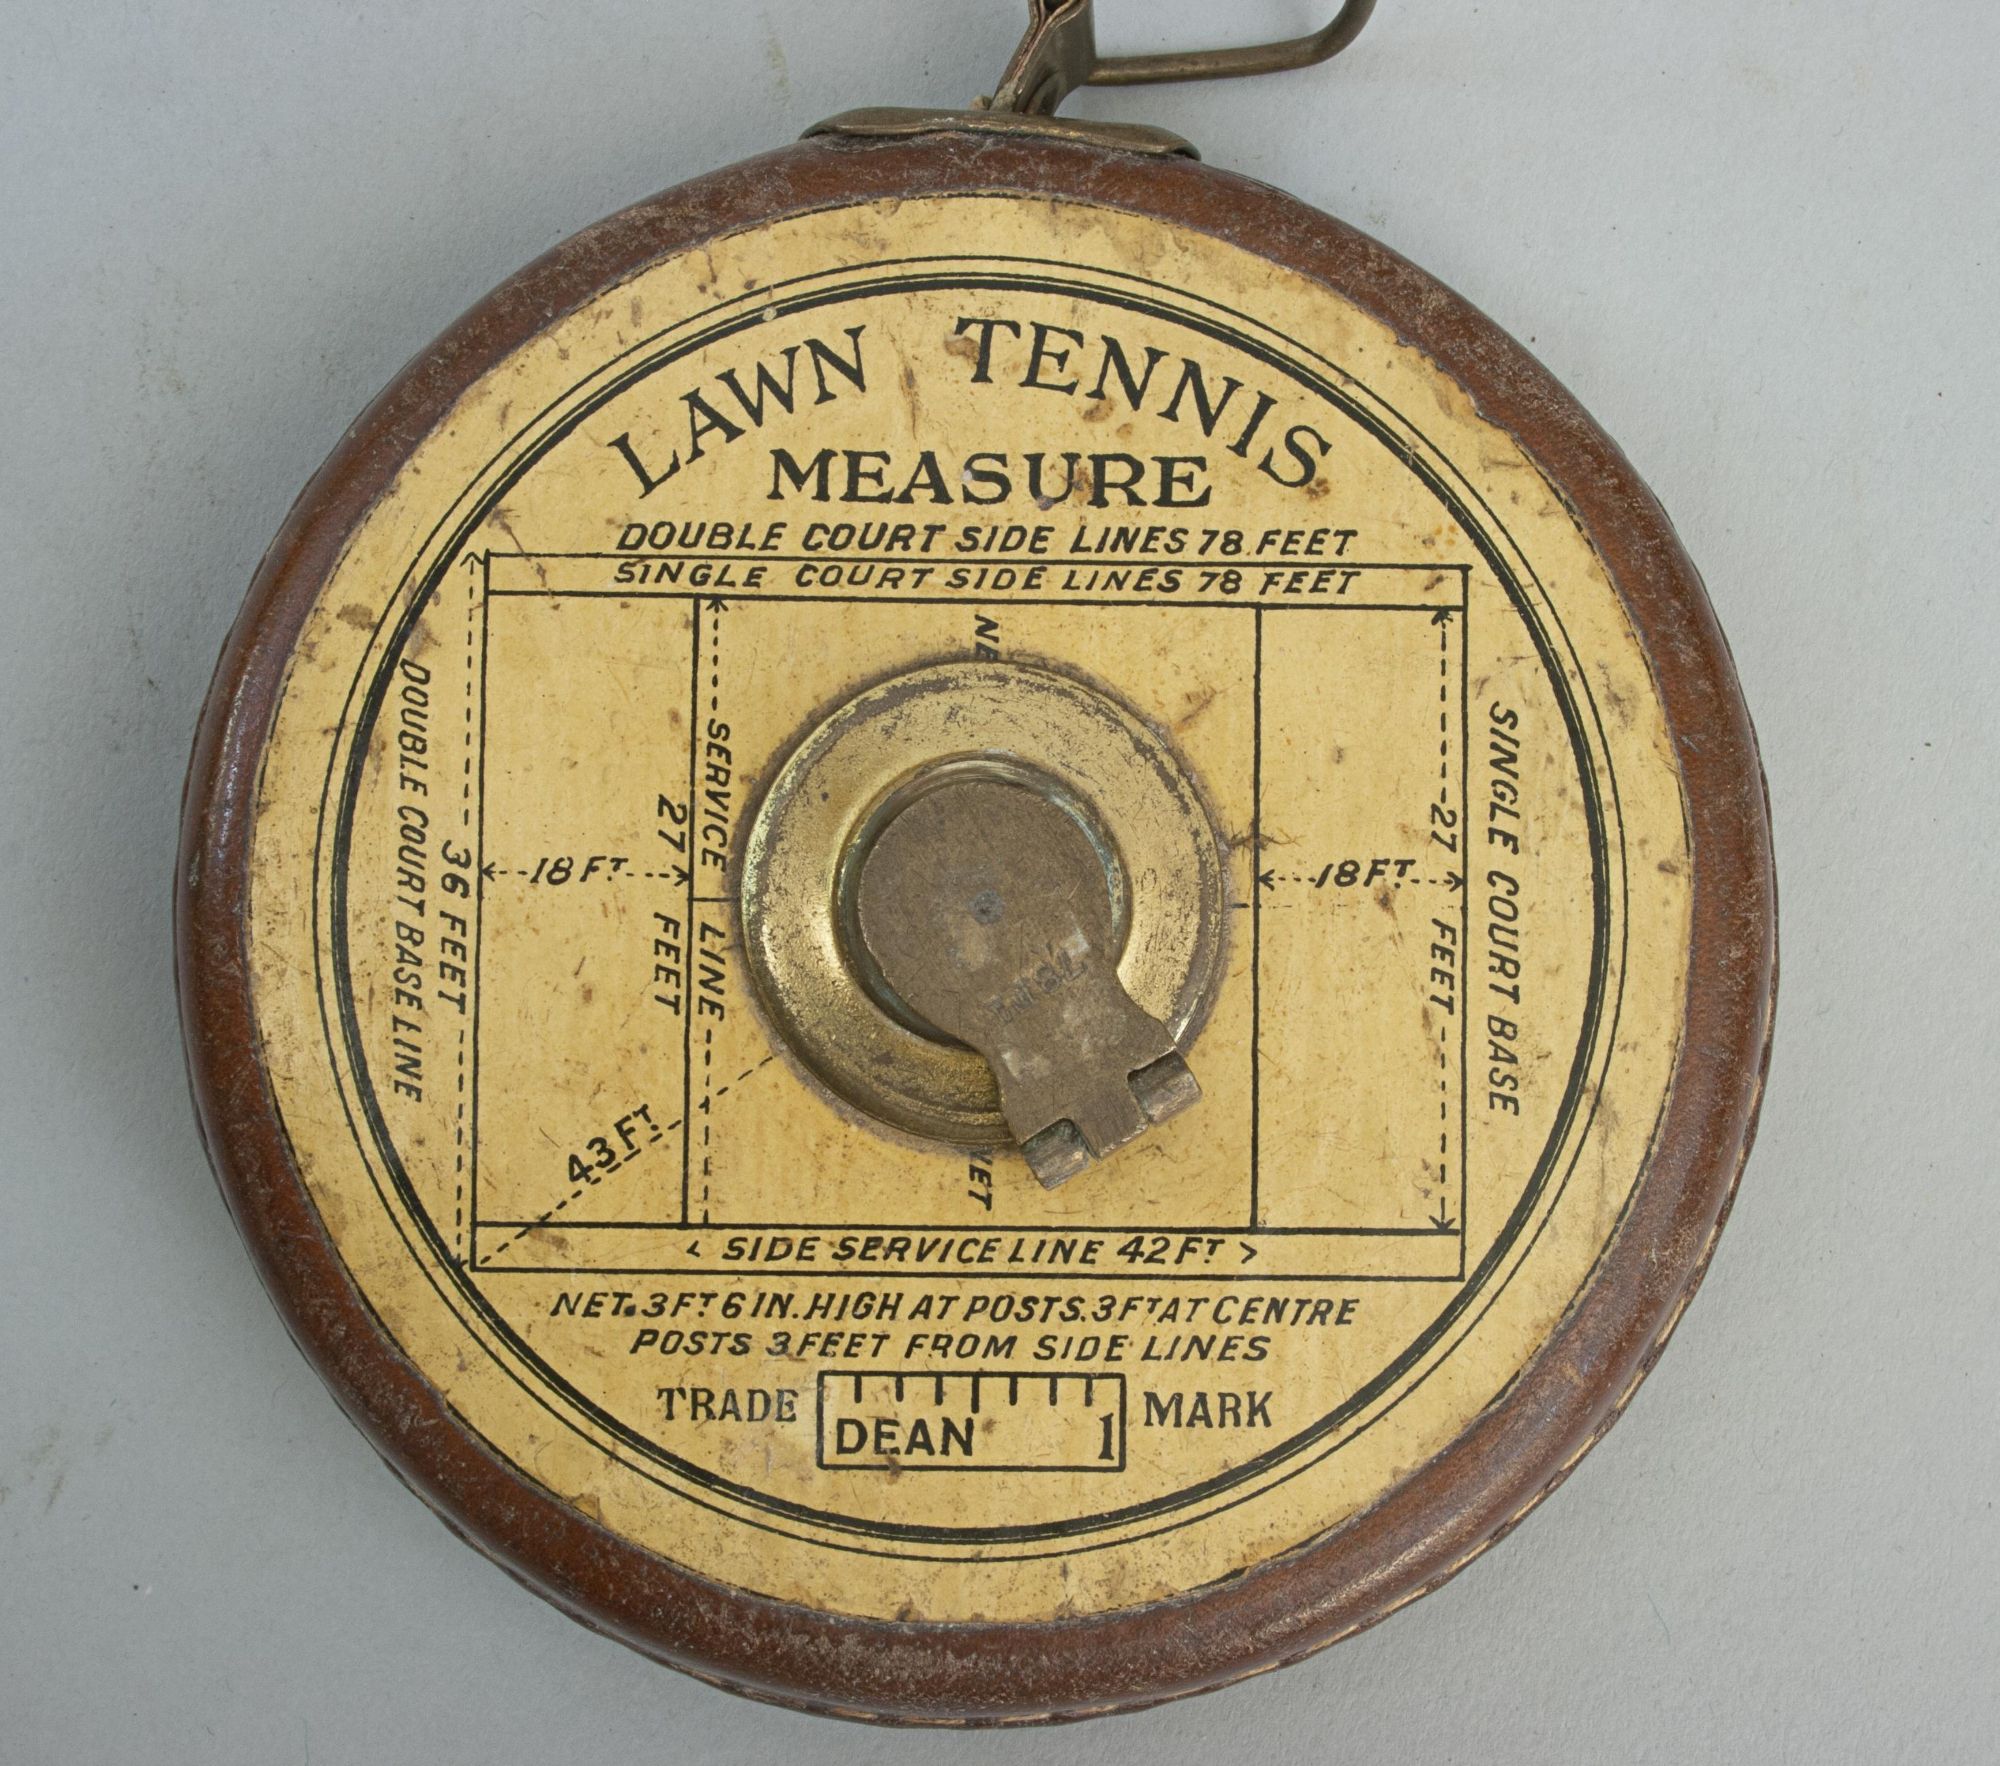 LAWN TENNIS
MEASURE
DOUBLE COURT SIDE LINES 78 FEET
SINGLE COURT SIDE LINES 78 FEET
DOUBLE COURT BASE LINE
36 FEET
18 FT
27 FEET
SERVICE LINE
43 FT
NET
18 FT
27 FEET
SINGLE COURT BASE
< SIDE SERVICE LINE 42 FT >
NET. 3 FT 6 IN. HIGH AT POSTS. 3 FT AT CENTRE
POSTS 3 FEET FROM SIDE LINES
TRADE DEAN 1 MARK